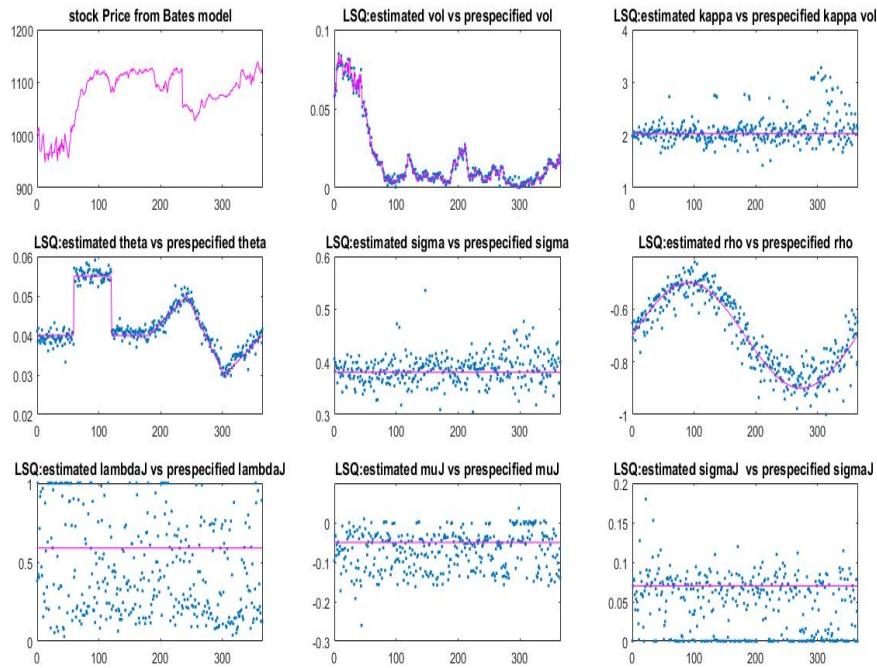 stock Price from Bates model
LSQ:estimated vol vs prespecified vol
LSQ:estimated kappa vs prespecified kappa vol
1200
1100
1000
900
0 100 200 300
0.1
0.05
0
0 100 200 300
4
3
2
1
0 100 200 300
LSQ:estimated theta vs prespecified theta
LSQ:estimated sigma vs prespecified sigma
LSQ:estimated rho vs prespecified rho
0.06
0.05
0.04
0.03
0.02
0 100 200 300
0.6
0.5
0.4
0.3
0 100 200 300
-0.6
-0.8
-1
0 100 200 300
LSQ:estimated lambdaJ vs prespecified lambdaJ
LSQ:estimated muJ vs prespecified muJ
LSQ:estimated sigmaJ vs prespecified sigmaJ
1
0.5
0
0 100 200 300
0
-0.1
-0.2
-0.3
0 100 200 300
0.2
0.15
0.1
0.05
0
0 100 200 300